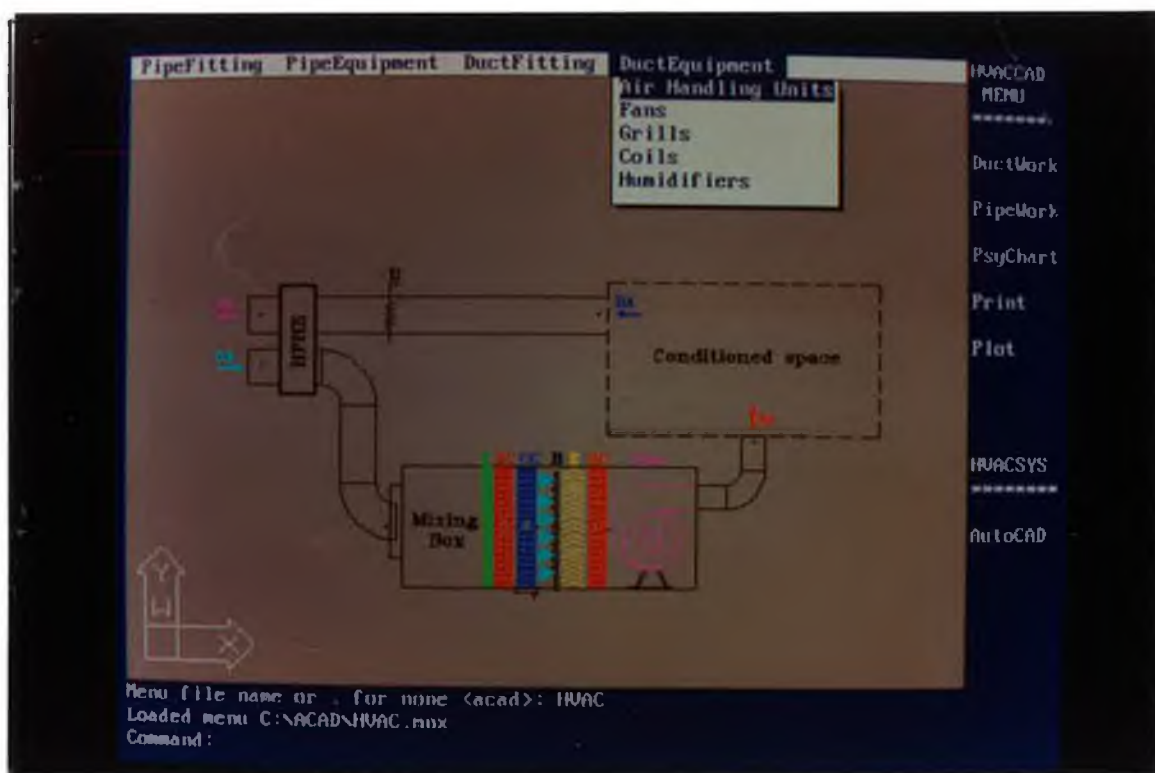 PipeFitting PipeEquipment DuctFitting DuctEquipment
Air Handling Units
Fans
Grills
Coils
Humidifiers
HVACCAD
MENU
*******
DuctWork
PipeWork
PsyChart
Print
Plot
HVACSYS
********
AutoCAD
HPHE
Conditioned space
Mixing
Box
Y
W
X
Menu file name or . for none <acad>: HVAC
Loaded menu C:\ACAD\HVAC.mnx
Command: